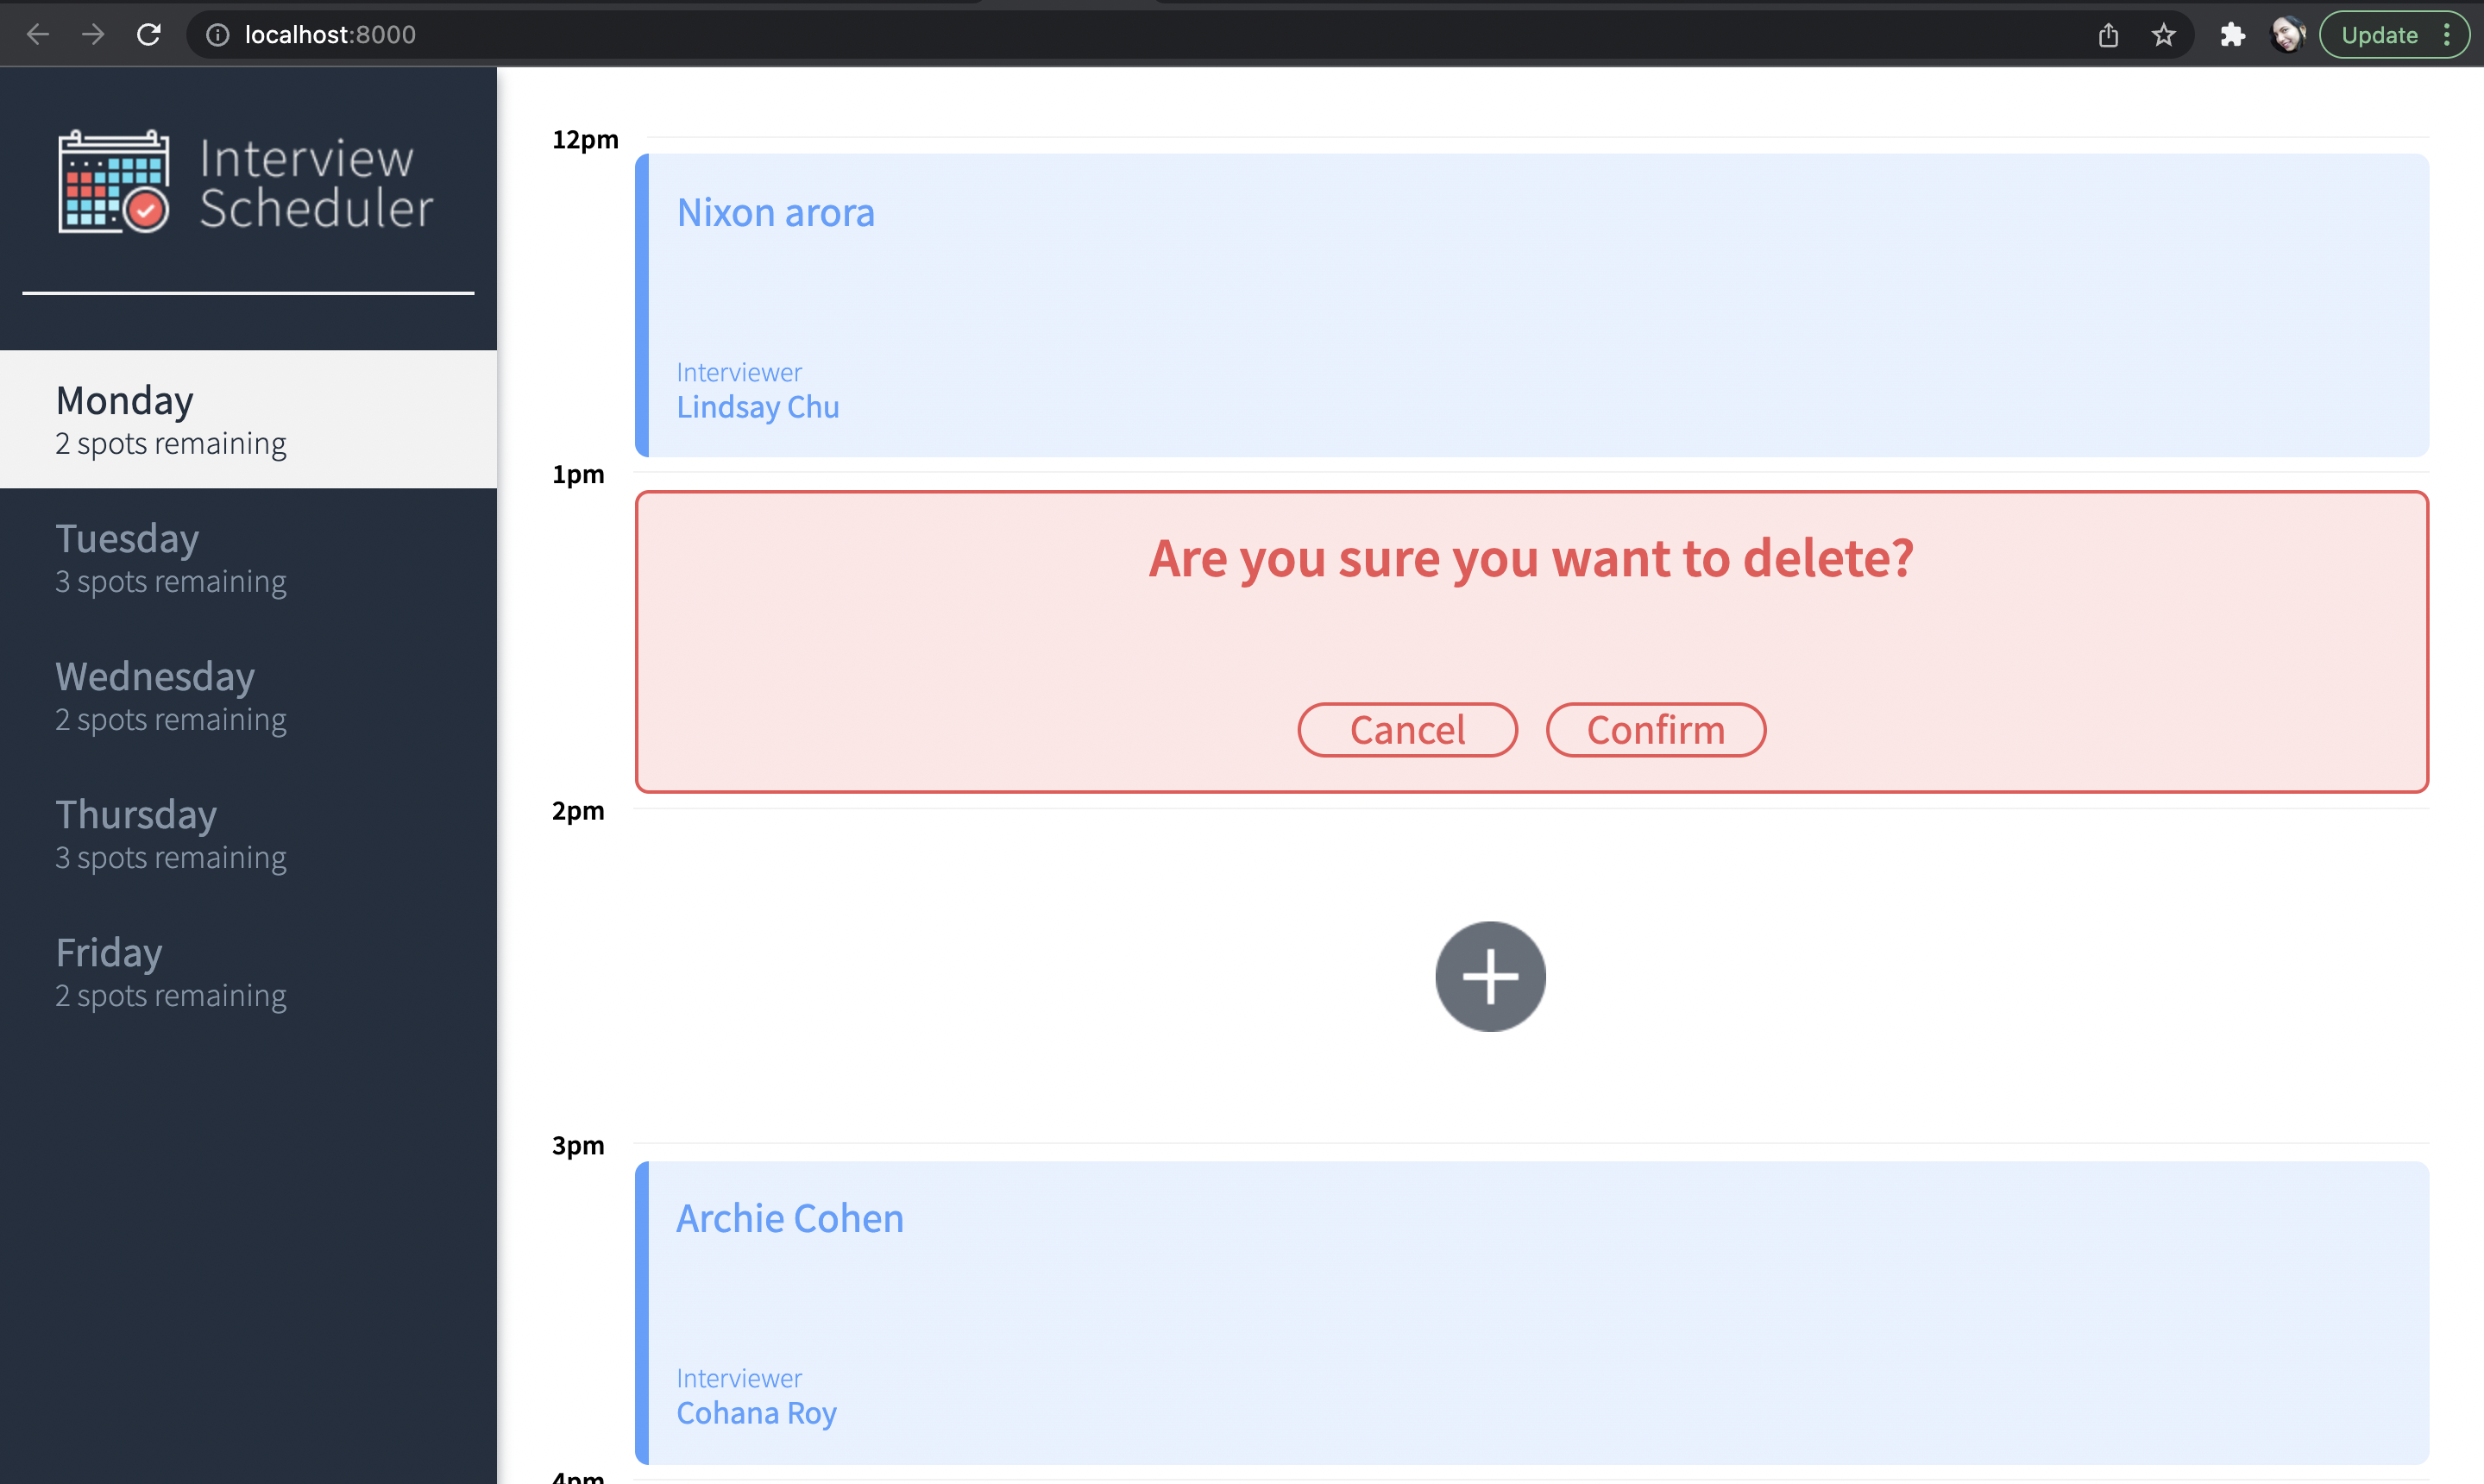 localhost:8000
Update
Interview
Scheduler
Monday
2 spots remaining
Tuesday
3 spots remaining
Wednesday
2 spots remaining
Thursday
3 spots remaining
Friday
2 spots remaining
12pm
Nixon arora
Interviewer
Lindsay Chu
1pm
Are you sure you want to delete?
Cancel Confirm
2pm
3pm
Archie Cohen
Interviewer
Cohana Roy
4pm